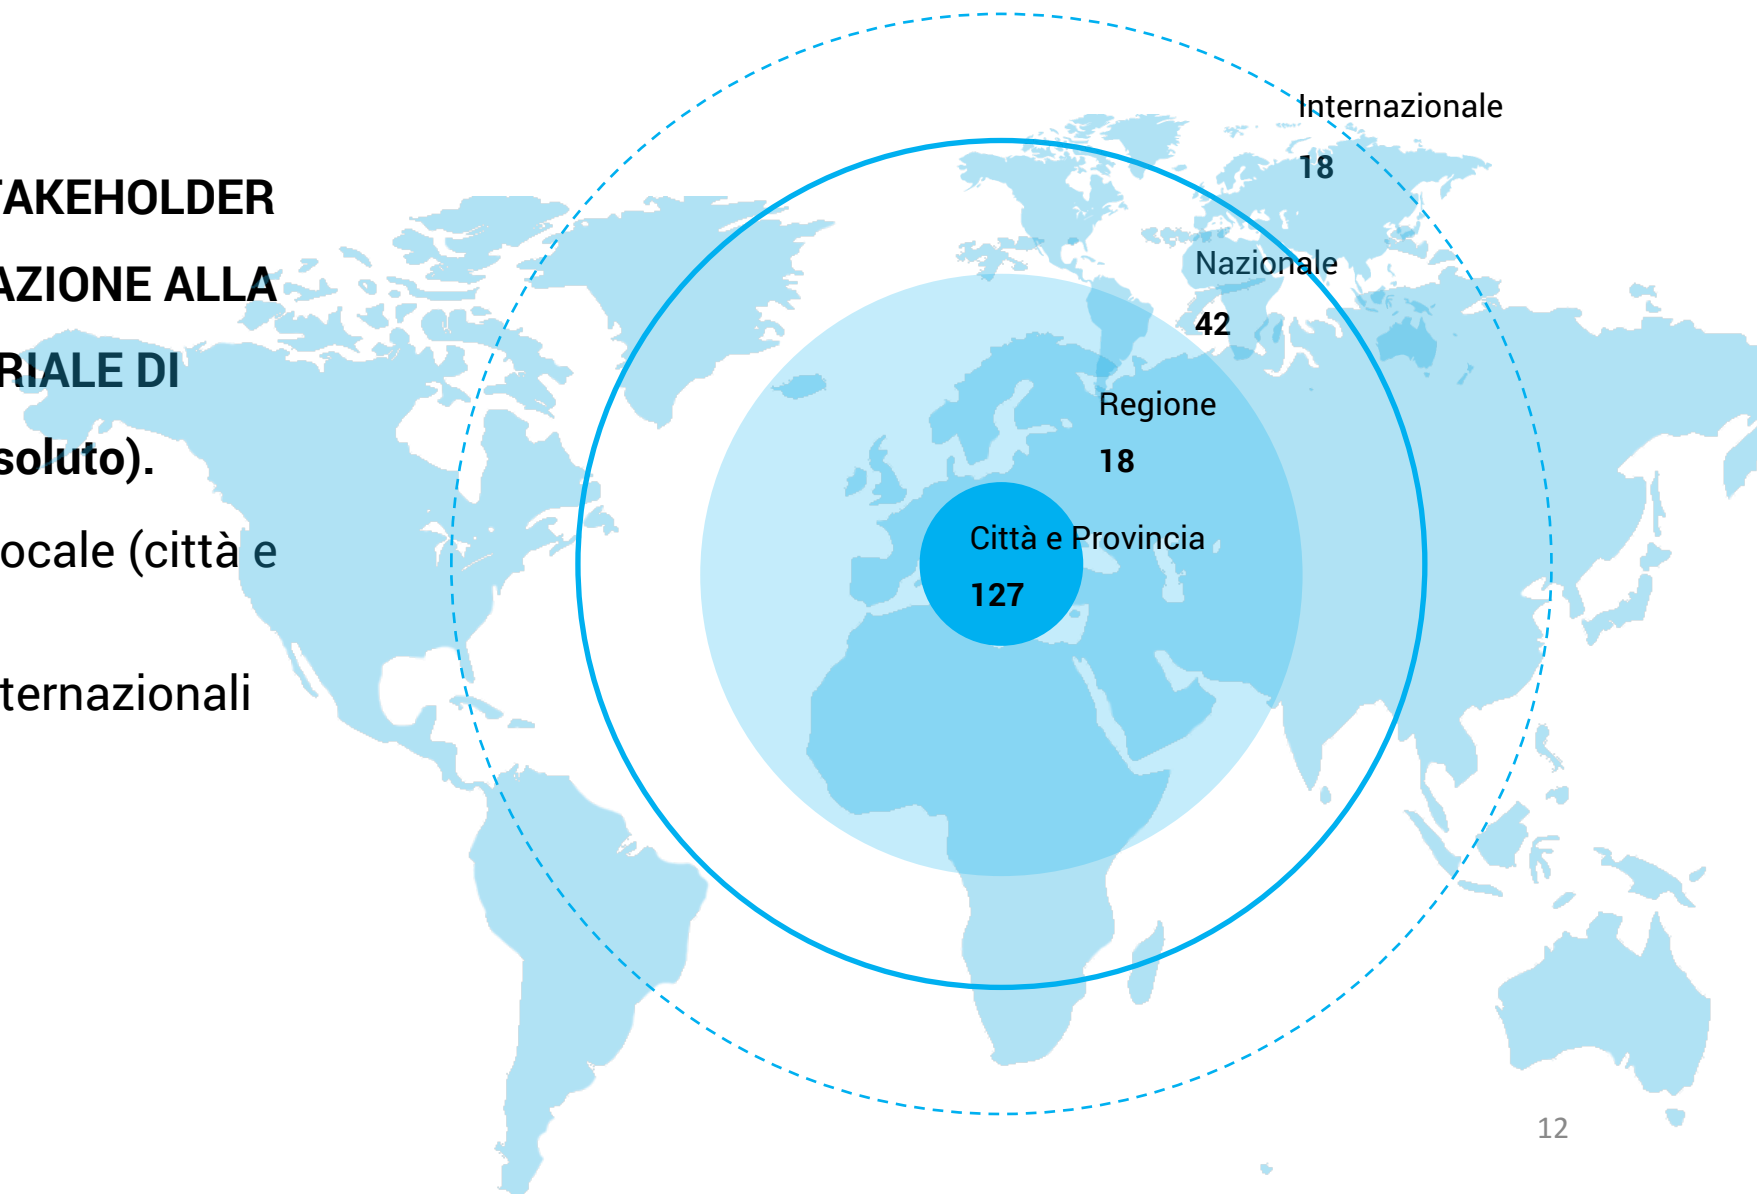 TAKEHOLDER
AZIONE ALLA
RIALE DI
soluto).
ocale (città e
ternazionali
Internazionale
18
Nazionale
42
Regione
18
Città e Provincia
127
12